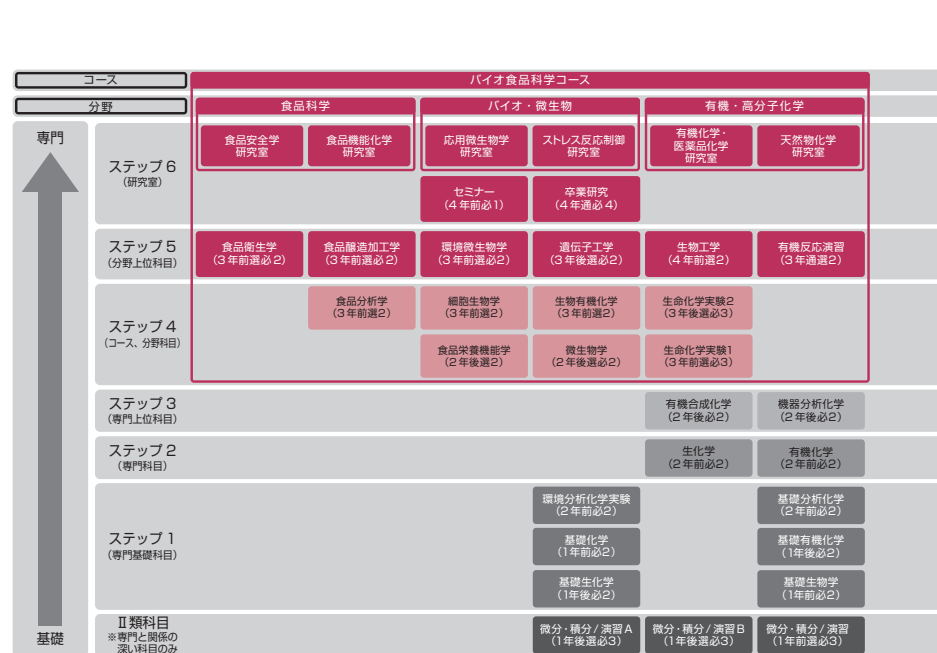 コース
バイオ食品科学コース
分野
食品科学
バイオ・微生物
有機・高分子化学
専門
ステップ 6
（研究室）
食品安全学
研究室
食品機能化学
研究室
応用微生物学
研究室
ストレス反応制御
研究室
有機化学・
医薬品化学
研究室
天然物化学
研究室
セミナー
（4年前必1）
卒業研究
（4年通必4）
ステップ 5
（分野上位科目）
食品衛生学
（3年前選必2）
食品醸造加工学
（3年前選必2）
環境微生物学
（3年前選必2）
遺伝子工学
（3年後選必2）
生物工学
（4年前選2）
有機反応演習
（3年通選2）
ステップ 4
（コース、分野科目）
食品分析学
（3年前選2）
細胞生物学
（3年前選2）
生物有機化学
（3年前選2）
生命化学実験2
（3年後選必3）
食品栄養機能学
（2年後選2）
微生物学
（2年後選必2）
生命化学実験1
（3年前選必3）
ステップ 3
（専門上位科目）
有機合成化学
（2年後必2）
機器分析化学
（2年後必2）
ステップ 2
（専門科目）
生化学
（2年前必2）
有機化学
（2年前必2）
ステップ 1
（専門基礎科目）
環境分析化学実験
（2年前必2）
基礎分析化学
（2年前必2）
基礎化学
（1年前必2）
基礎有機化学
（1年後必2）
基礎生化学
（1年後必2）
基礎生物学
（1年前必2）
基礎
Ⅱ類科目
※専門と関係の
深い科目のみ
微分・積分/演習A
（1年後選必3）
微分・積分/演習B
（1年後選必3）
微分・積分/演習
（1年前選必3）